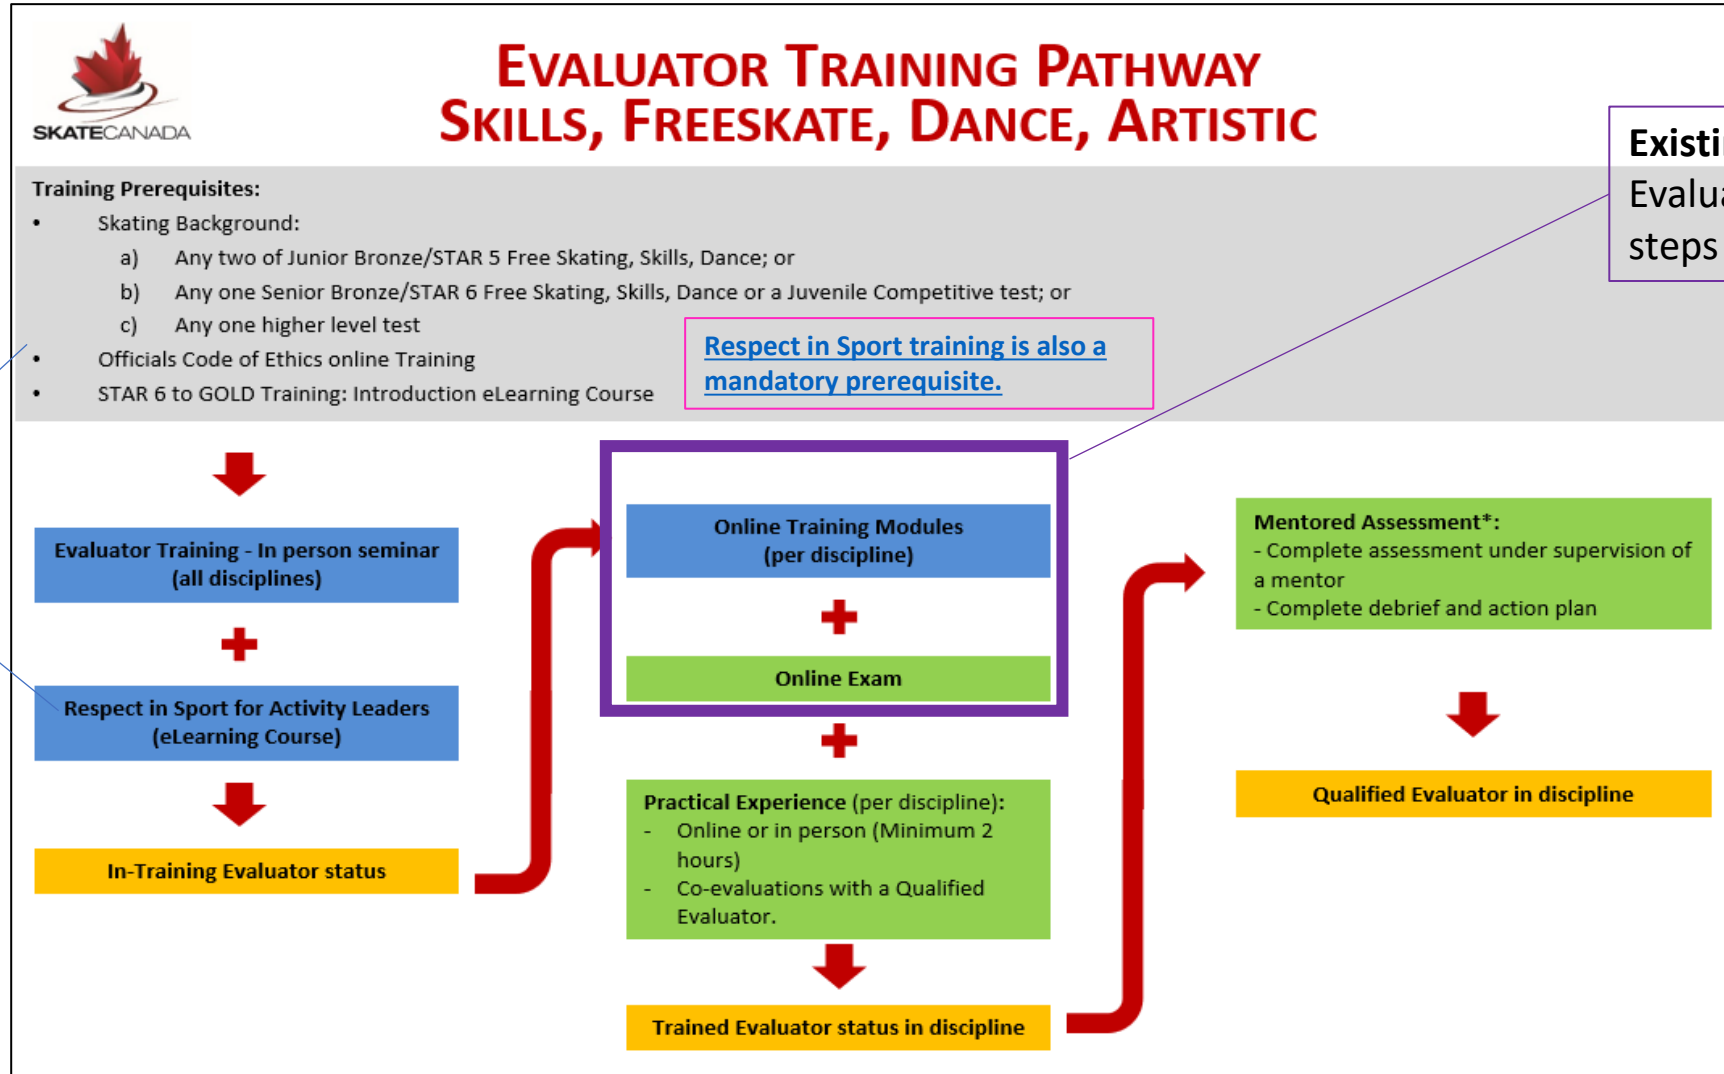 SKATECANADA
EVALUATOR TRAINING PATHWAY
SKILLS, FREESKATE, DANCE, ARTISTIC
Training Prerequisites:
• Skating Background:
a) Any two of Junior Bronze/STAR 5 Free Skating, Skills, Dance; or
b) Any one Senior Bronze/STAR 6 Free Skating, Skills, Dance or a Juvenile Competitive test; or
c) Any one higher level test
• Officials Code of Ethics online Training
• STAR 6 to GOLD Training: Introduction eLearning Course
Respect in Sport training is also a
mandatory prerequisite.
steps
Evaluator Training - In person seminar
(all disciplines)
Respect in Sport for Activity Leaders
(eLearning Course)
In-Training Evaluator status
Online Training Modules
(per discipline)
Online Exam
Practical Experience (per discipline):
- Online or in person (Minimum 2
hours)
- Co-evaluations with a Qualified
Evaluator.
Trained Evaluator status in discipline
Mentored Assessment*:
- Complete assessment under supervision of
a mentor
- Complete debrief and action plan
Qualified Evaluator in discipline